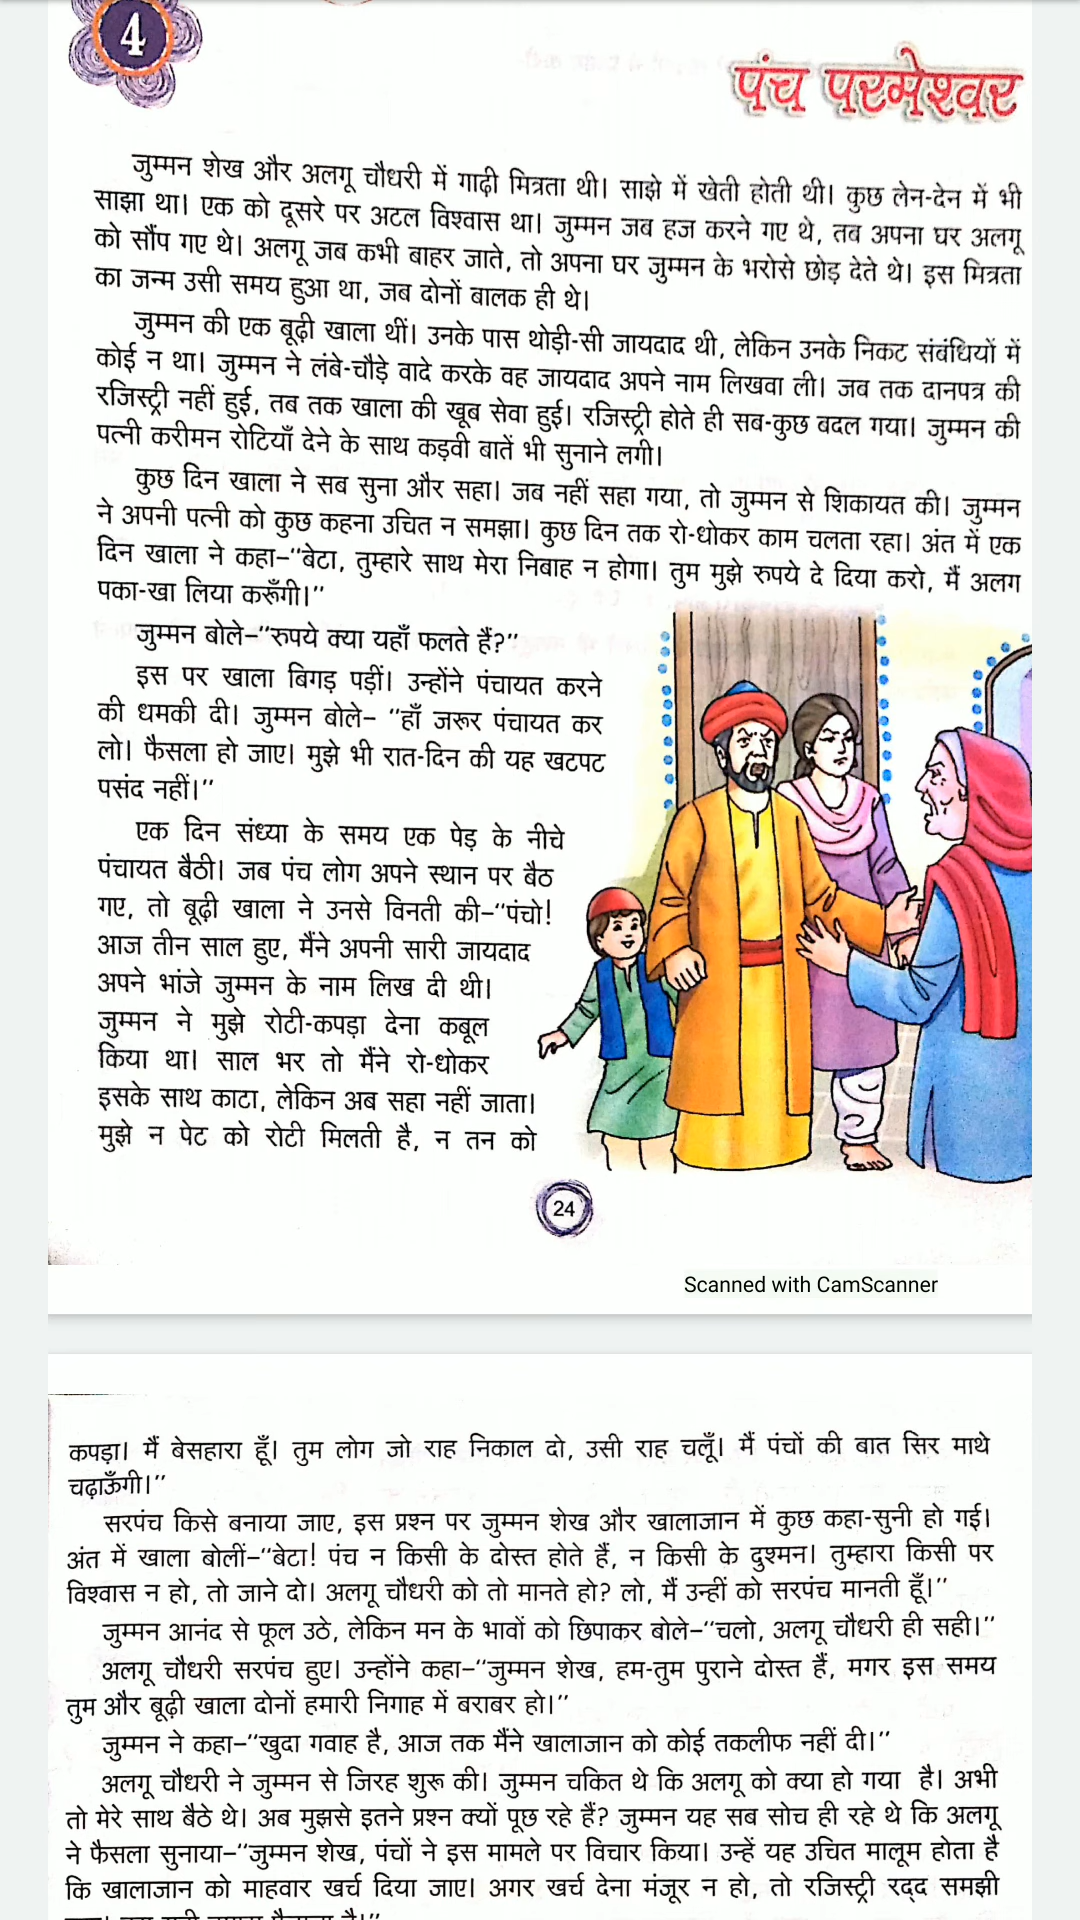 4
पंच परमेश्वर
जुम्मन शेख और अलगू चौधरी में गाढ़ी मित्रता थी। साझे में खेती होती थी। कुछ लेन-देन में भी
साझा था। एक को दूसरे पर अटल विश्वास था। जुम्मन जब हज करने गए थे, तब अपना घर अलगू
को सौंप गए थे। अलगू जब कभी बाहर जाते, तो अपना घर जुम्मन के भरोसे छोड़ देते थे। इस मित्रता
का जन्म उसी समय हुआ था, जब दोनों बालक ही थे।
जुम्मन की एक बूढ़ी खाला थीं। उनके पास थोड़ी-सी जायदाद थी, लेकिन उनके निकट संबंधियों में
कोई न था। जुम्मन ने लंबे-चौड़े वादे करके वह जायदाद अपने नाम लिखवा ली। जब तक दानपत्र की
रजिस्ट्री नहीं हुई, तब तक खाला की खूब सेवा हुई। रजिस्ट्री होते ही सब-कुछ बदल गया। जुम्मन की
पत्नी करीमन रोटियाँ देने के साथ कड़वी बातें भी सुनाने लगी।
कुछ दिन खाला ने सब सुना और सहा। जब नहीं सहा गया, तो जुम्मन से शिकायत की। जुम्मन
ने अपनी पत्नी को कुछ कहना उचित न समझा। कुछ दिन तक रो-धोकर काम चलता रहा। अंत में एक
दिन खाला ने कहा–“बेटा, तुम्हारे साथ मेरा निबाह न होगा। तुम मुझे रुपये दे दिया करो, मैं अलग
पका-खा लिया करूँगी।”
जुम्मन बोले–“रुपये क्या यहाँ फलते हैं?”
इस पर खाला बिगड़ पड़ीं। उन्होंने पंचायत करने
की धमकी दी। जुम्मन बोले– “हाँ जरूर पंचायत कर
लो। फैसला हो जाए। मुझे भी रात-दिन की यह खटपट
पसंद नहीं।”
एक दिन संध्या के समय एक पेड़ के नीचे
पंचायत बैठी। जब पंच लोग अपने स्थान पर बैठ
गए, तो बूढ़ी खाला ने उनसे विनती की–“पंचो!
आज तीन साल हुए, मैंने अपनी सारी जायदाद
अपने भांजे जुम्मन के नाम लिख दी थी।
जुम्मन ने मुझे रोटी-कपड़ा देना कबूल
किया था। साल भर तो मैंने रो-धोकर
इसके साथ काटा, लेकिन अब सहा नहीं जाता।
मुझे न पेट को रोटी मिलती है, न तन को
24
Scanned with CamScanner
कपड़ा। मैं बेसहारा हूँ। तुम लोग जो राह निकाल दो, उसी राह चलूँ। मैं पंचों की बात सिर माथे
चढ़ाऊँगी।”
सरपंच किसे बनाया जाए, इस प्रश्न पर जुम्मन शेख और खालाजान में कुछ कहा-सुनी हो गई।
अंत में खाला बोलीं–“बेटा! पंच न किसी के दोस्त होते हैं, न किसी के दुश्मन। तुम्हारा किसी पर
विश्वास न हो, तो जाने दो। अलगू चौधरी को तो मानते हो? लो, मैं उन्हीं को सरपंच मानती हूँ।”
जुम्मन आनंद से फूल उठे, लेकिन मन के भावों को छिपाकर बोले–“चलो, अलगू चौधरी ही सही।”
अलगू चौधरी सरपंच हुए। उन्होंने कहा–“जुम्मन शेख, हम-तुम पुराने दोस्त हैं, मगर इस समय
तुम और बूढ़ी खाला दोनों हमारी निगाह में बराबर हो।”
जुम्मन ने कहा–“खुदा गवाह है, आज तक मैंने खालाजान को कोई तकलीफ नहीं दी।”
अलगू चौधरी ने जुम्मन से जिरह शुरू की। जुम्मन चकित थे कि अलगू को क्या हो गया है। अभी
तो मेरे साथ बैठे थे। अब मुझसे इतने प्रश्न क्यों पूछ रहे हैं? जुम्मन यह सब सोच ही रहे थे कि अलगू
ने फैसला सुनाया–“जुम्मन शेख, पंचों ने इस मामले पर विचार किया। उन्हें यह उचित मालूम होता है
कि खालाजान को माहवार खर्च दिया जाए। अगर खर्च देना मंजूर न हो, तो रजिस्ट्री रद्द समझी